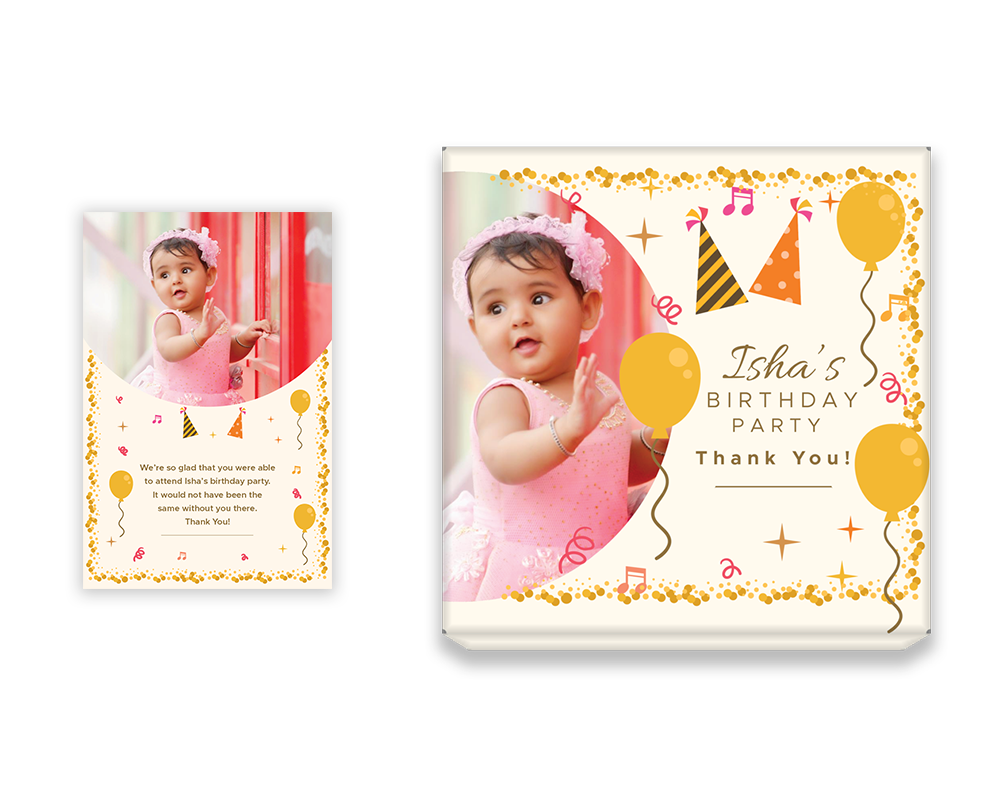 We're so glad that you were able
to attend Isha's birthday party.
It would not have been the
same without you there.
Thank You!
Isha's
BIRTHDAY
PARTY
Thank You!